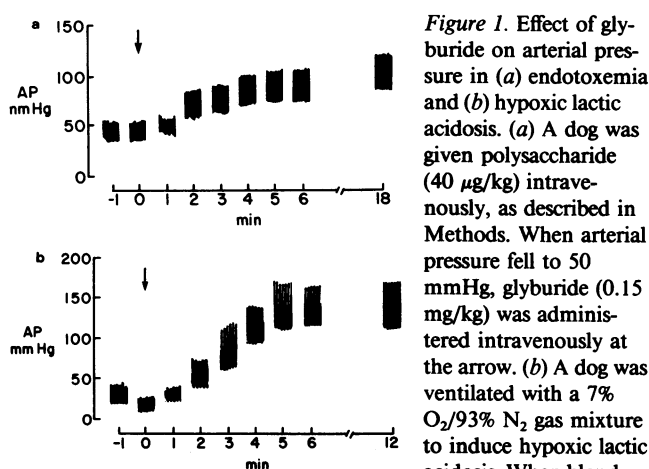 a
150
100
50
0
AP
nmHg
-1 0 1 2 3 4 5 6 18
min
b
200
150
100
50
0
AP
mm Hg
-1 0 1 2 3 4 5 6 12
min
Figure 1. Effect of gly-
buride on arterial pres-
sure in (a) endotoxemia
and (b) hypoxic lactic
acidosis. (a) A dog was
given polysaccharide
(40 μg/kg) intrave-
nously, as described in
Methods. When arterial
pressure fell to 50
mmHg, glyburide (0.15
mg/kg) was adminis-
tered intravenously at
the arrow. (b) A dog was
ventilated with a 7%
O₂/93% N₂ gas mixture
to induce hypoxic lactic
acidosis. When blood